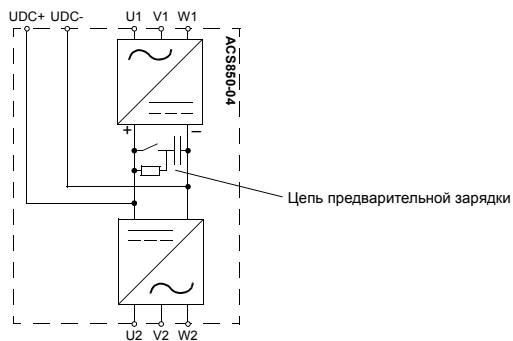 UDC+ UDC- U1 V1 W1
ACS850-04
+ –
Цепь предварительной зарядки
U2 V2 W2